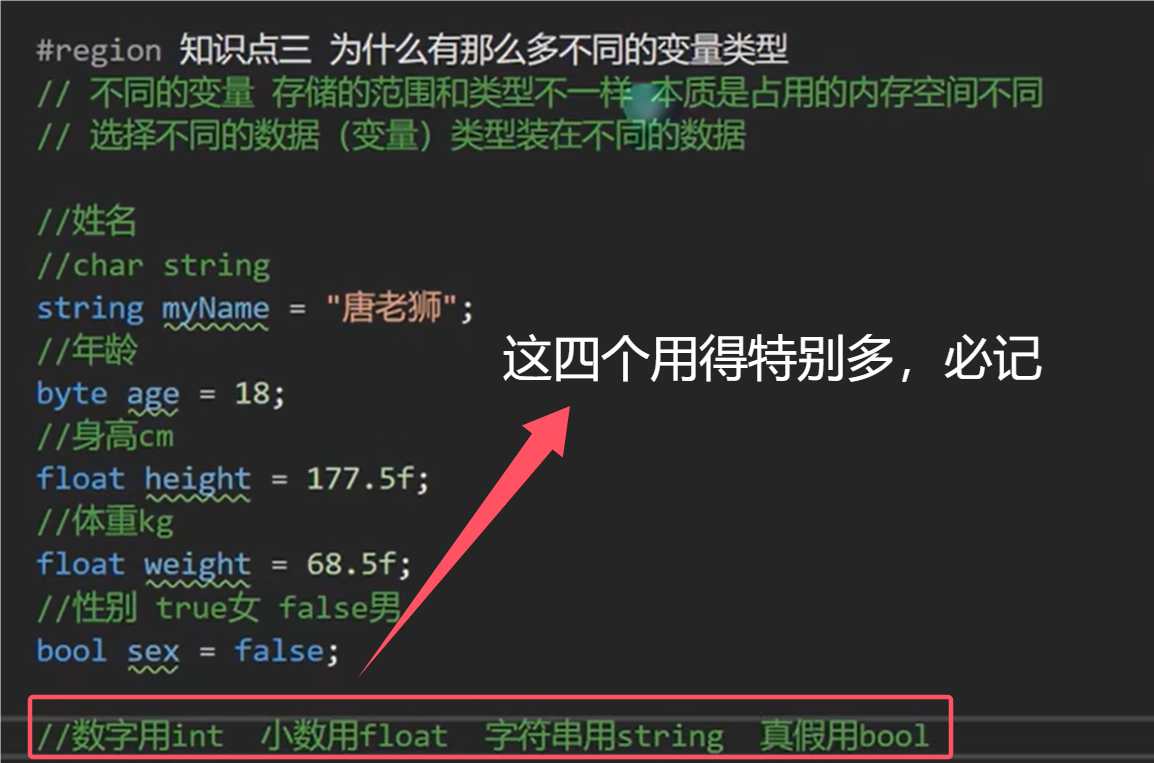 #region 知识点三 为什么有那么多不同的变量类型
// 不同的变量 存储的范围和类型不一样 本质是占用的内存空间不同
// 选择不同的数据（变量）类型装在不同的数据
//姓名
//char string
string myName = "唐老狮";
//年龄
byte age = 18;
//身高cm
float height = 177.5f;
//体重kg
float weight = 68.5f;
//性别 true女 false男
bool sex = false;
这四个用得特别多，必记
//数字用int 小数用float 字符串用string 真假用bool